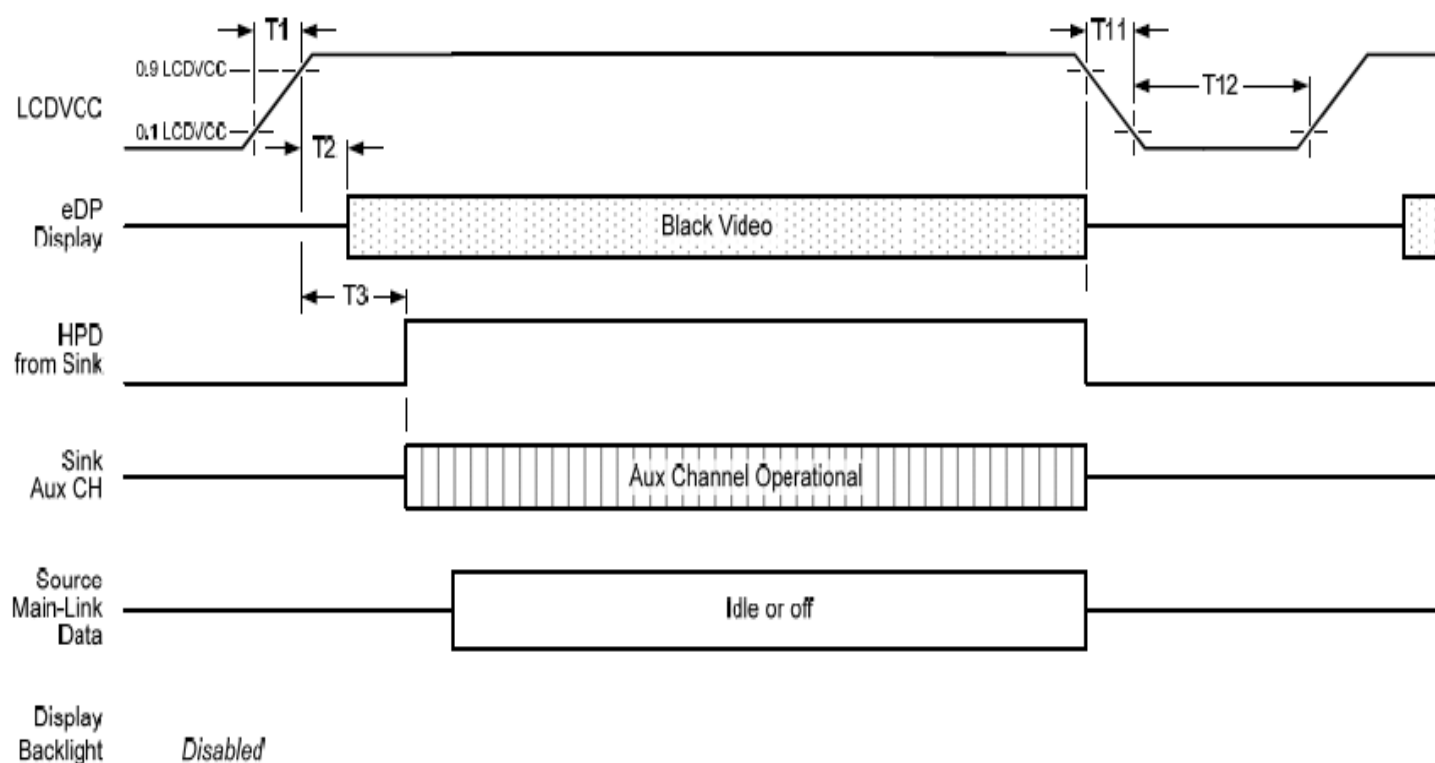 T1
T11
0.9 LCDVCC
LCDVCC
T12
0.1 LCDVCC
T2
eDP
Display
Black Video
T3
HPD
from Sink
Sink
Aux CH
Aux Channel Operational
Source
Main-Link
Data
Idle or off
Display
Backlight
Disabled